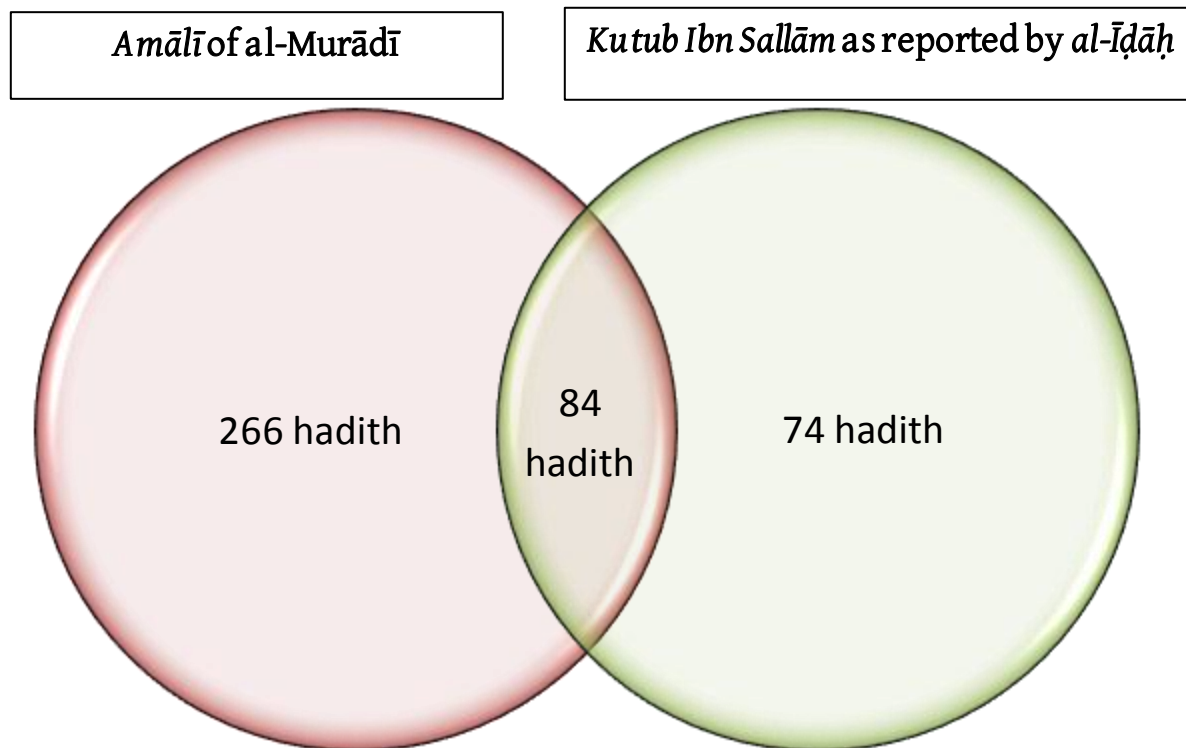 Amālī of al-Murādī
Kutub Ibn Sallām as reported by al-Īḍāḥ
266 hadith
84
hadith
74 hadith